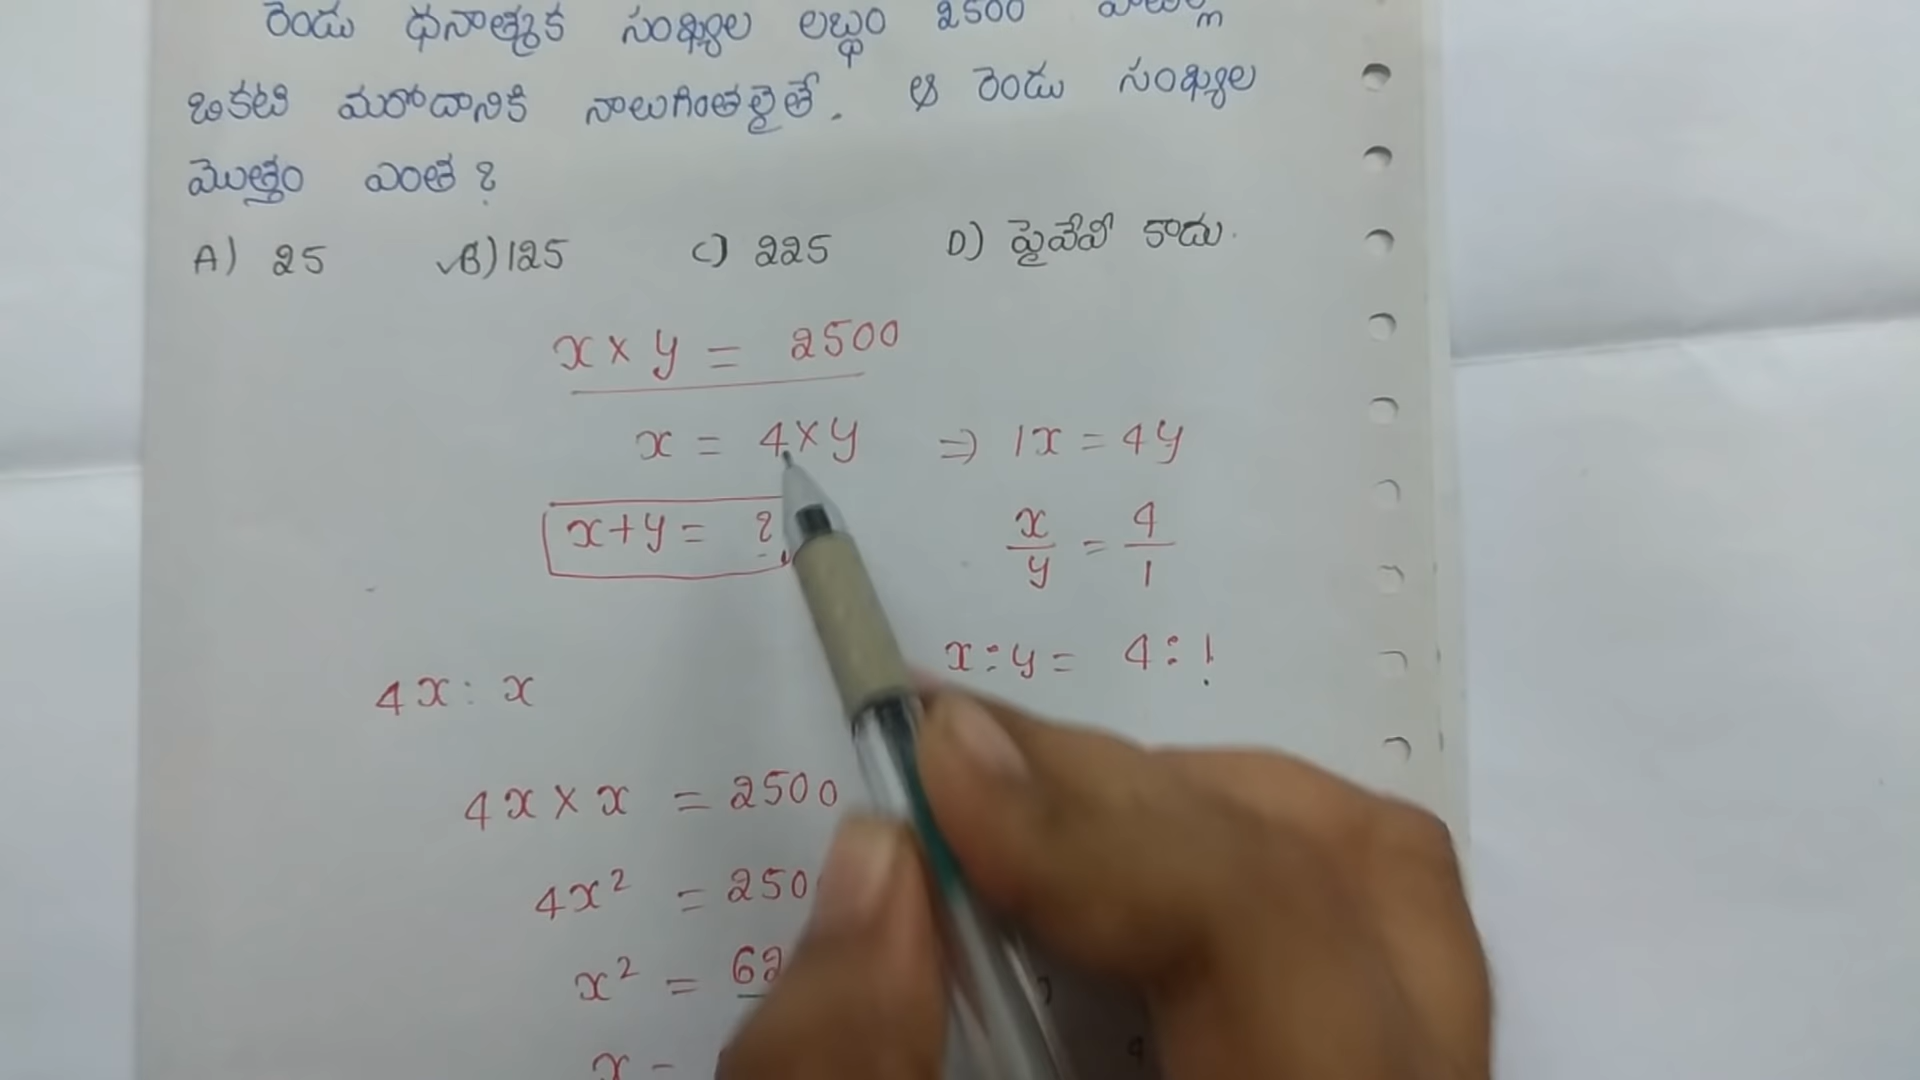 రెండు ధనాత్మక సంఖ్యల లబ్ధం 2500
ఒకటి మరోదానికి నాలుగింతలైతే. ఆ రెండు సంఖ్యల
మొత్తం ఎంత ?
A) 25 B) 125 C) 225 D) పైవేవీ కాదు.
x × y = 2500
x = 4 × y ⇒ 1x = 4y
x + y = ?
x/y = 4/1
x : y = 4 : 1
4x : x
4x × x = 2500
4x² = 250
x² = 62
x =